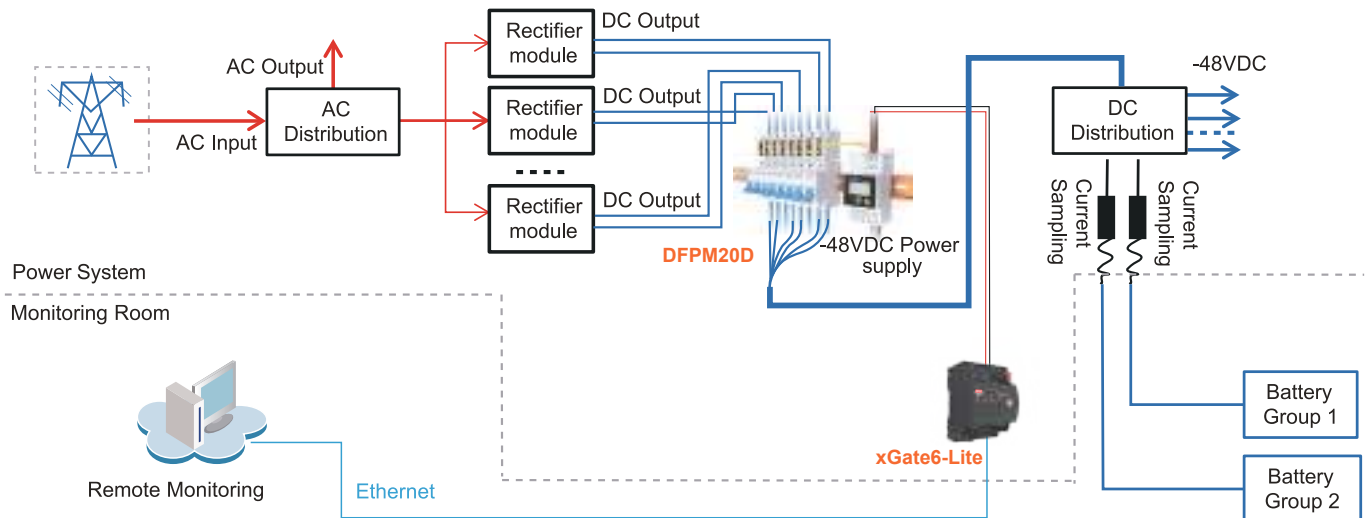 Rectifier
module
DC Output
-48VDC
AC Output
AC
Distribution
AC Input
Rectifier
module
DC Output
DC
Distribution
Rectifier
module
DC Output
Current
Sampling
Current
Sampling
DFPM20D
-48VDC Power
supply
Power System
Monitoring Room
Battery
Group 1
xGate6-Lite
Remote Monitoring
Ethernet
Battery
Group 2